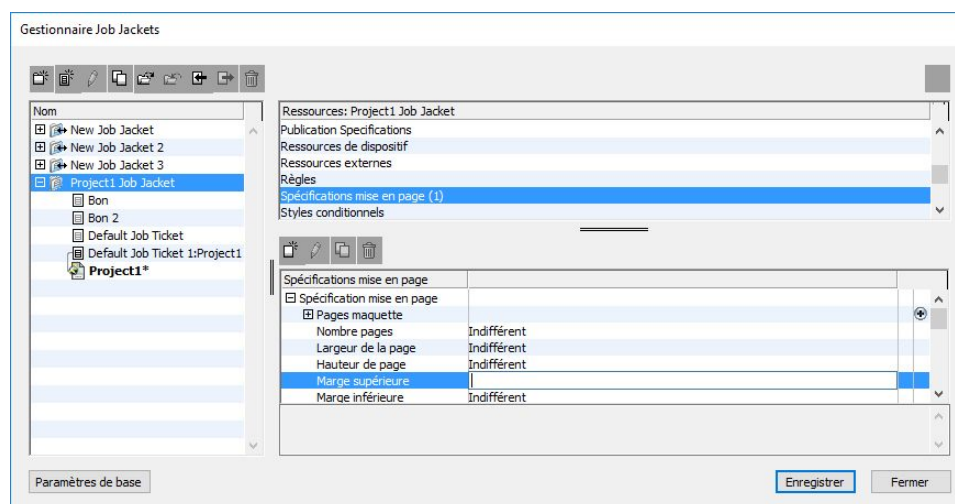 Gestionnaire Job Jackets
Nom
New Job Jacket
New Job Jacket 2
New Job Jacket 3
Project1 Job Jacket
Bon
Bon 2
Default Job Ticket
Default Job Ticket 1:Project1
Project1*
Ressources: Project1 Job Jacket
Publication Specifications
Ressources de dispositif
Ressources externes
Règles
Spécifications mise en page (1)
Styles conditionnels
Spécifications mise en page
Spécification mise en page
Pages maquette
Nombre pages Indifférent
Largeur de la page Indifférent
Hauteur de page Indifférent
Marge supérieure
Marge inférieure Indifférent
Paramètres de base
Enregistrer
Fermer